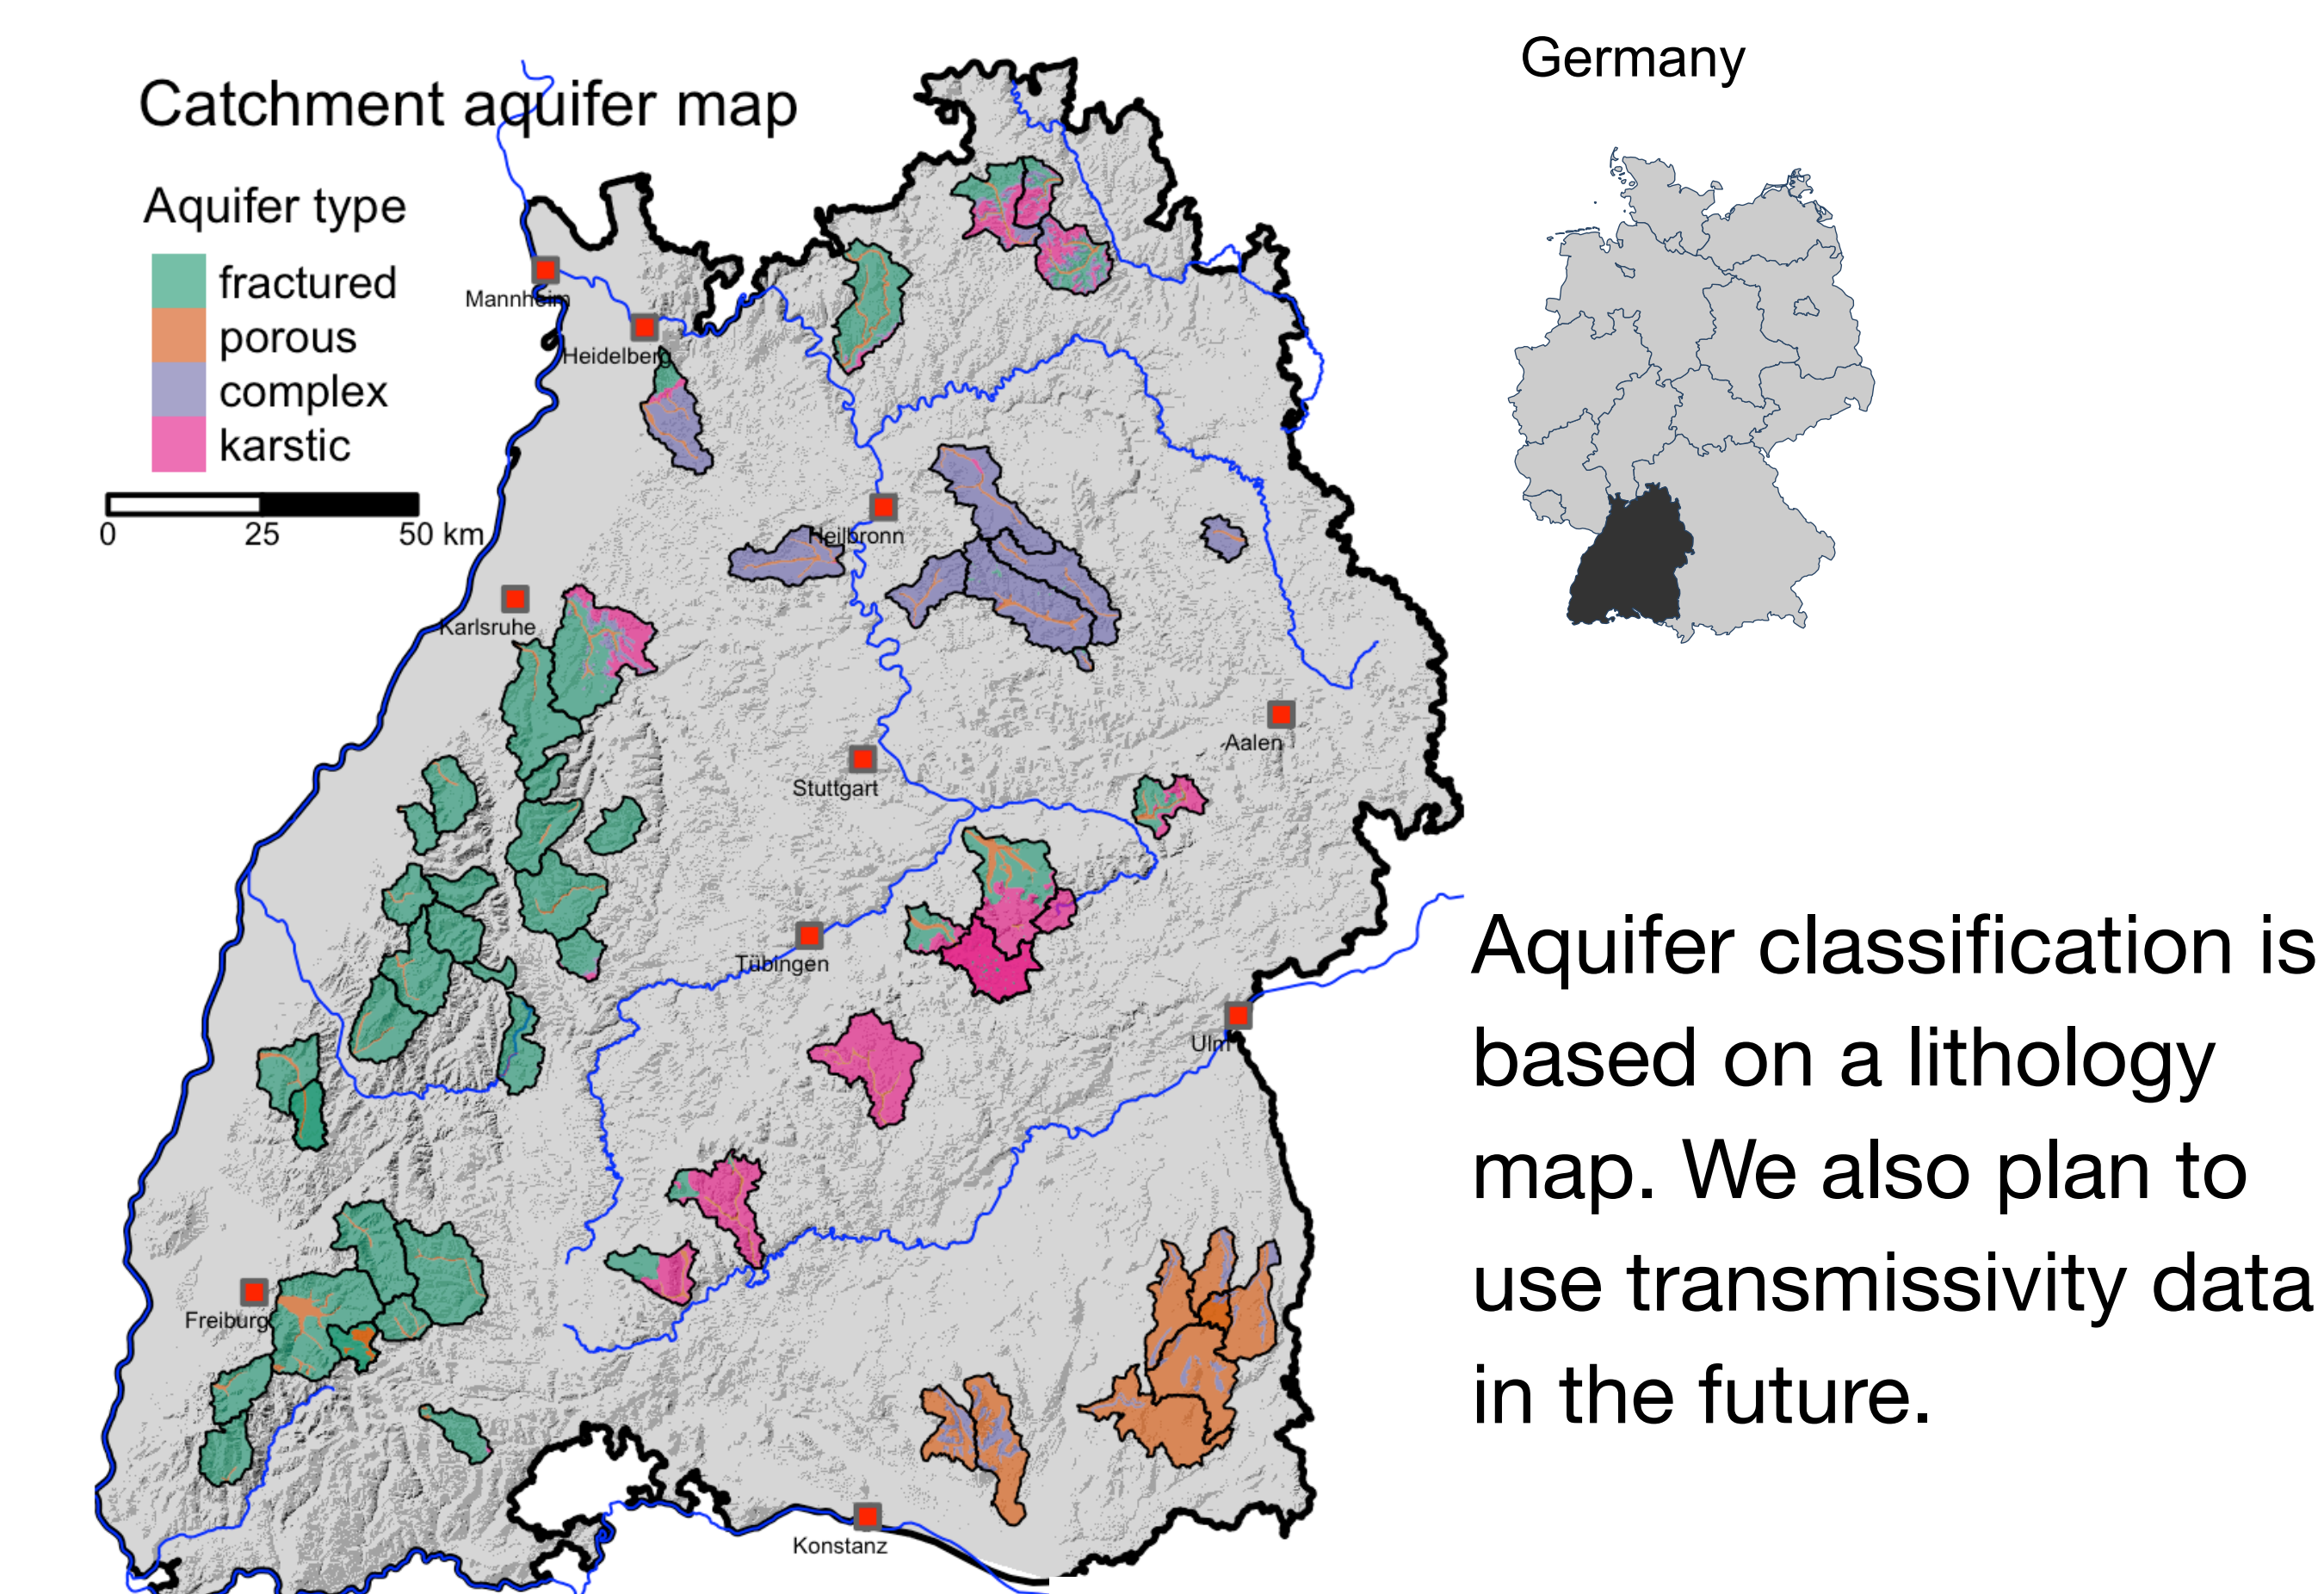 Germany
Catchment aquifer map
Aquifer type
fractured
porous
complex
karstic
0 25 50 km
Mannheim
Heidelberg
Heilbronn
Karlsruhe
Aalen
Stuttgart
Tübingen
Ulm
Freiburg
Konstanz
Aquifer classification is
based on a lithology
map. We also plan to
use transmissivity data
in the future.